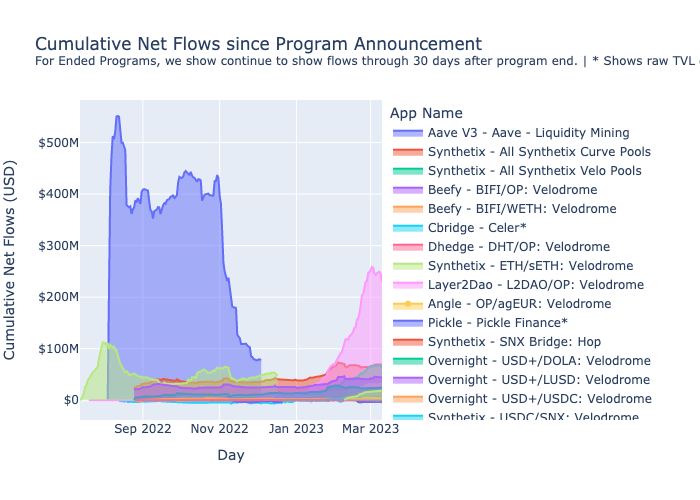 Cumulative Net Flows since Program Announcement
For Ended Programs, we show continue to show flows through 30 days after program end. | * Shows raw TVL
App Name
Aave V3 - Aave - Liquidity Mining
Synthetix - All Synthetix Curve Pools
Synthetix - All Synthetix Velo Pools
Beefy - BIFI/OP: Velodrome
Beefy - BIFI/WETH: Velodrome
Cbridge - Celer*
Dhedge - DHT/OP: Velodrome
Synthetix - ETH/sETH: Velodrome
Layer2Dao - L2DAO/OP: Velodrome
Angle - OP/agEUR: Velodrome
Pickle - Pickle Finance*
Synthetix - SNX Bridge: Hop
Overnight - USD+/DOLA: Velodrome
Overnight - USD+/LUSD: Velodrome
Overnight - USD+/USDC: Velodrome
Synthetix - USDC/SNX: Velodrome
Cumulative Net Flows (USD)
$500M
$400M
$300M
$200M
$100M
$0
Sep 2022
Nov 2022
Jan 2023
Mar 2023
Day